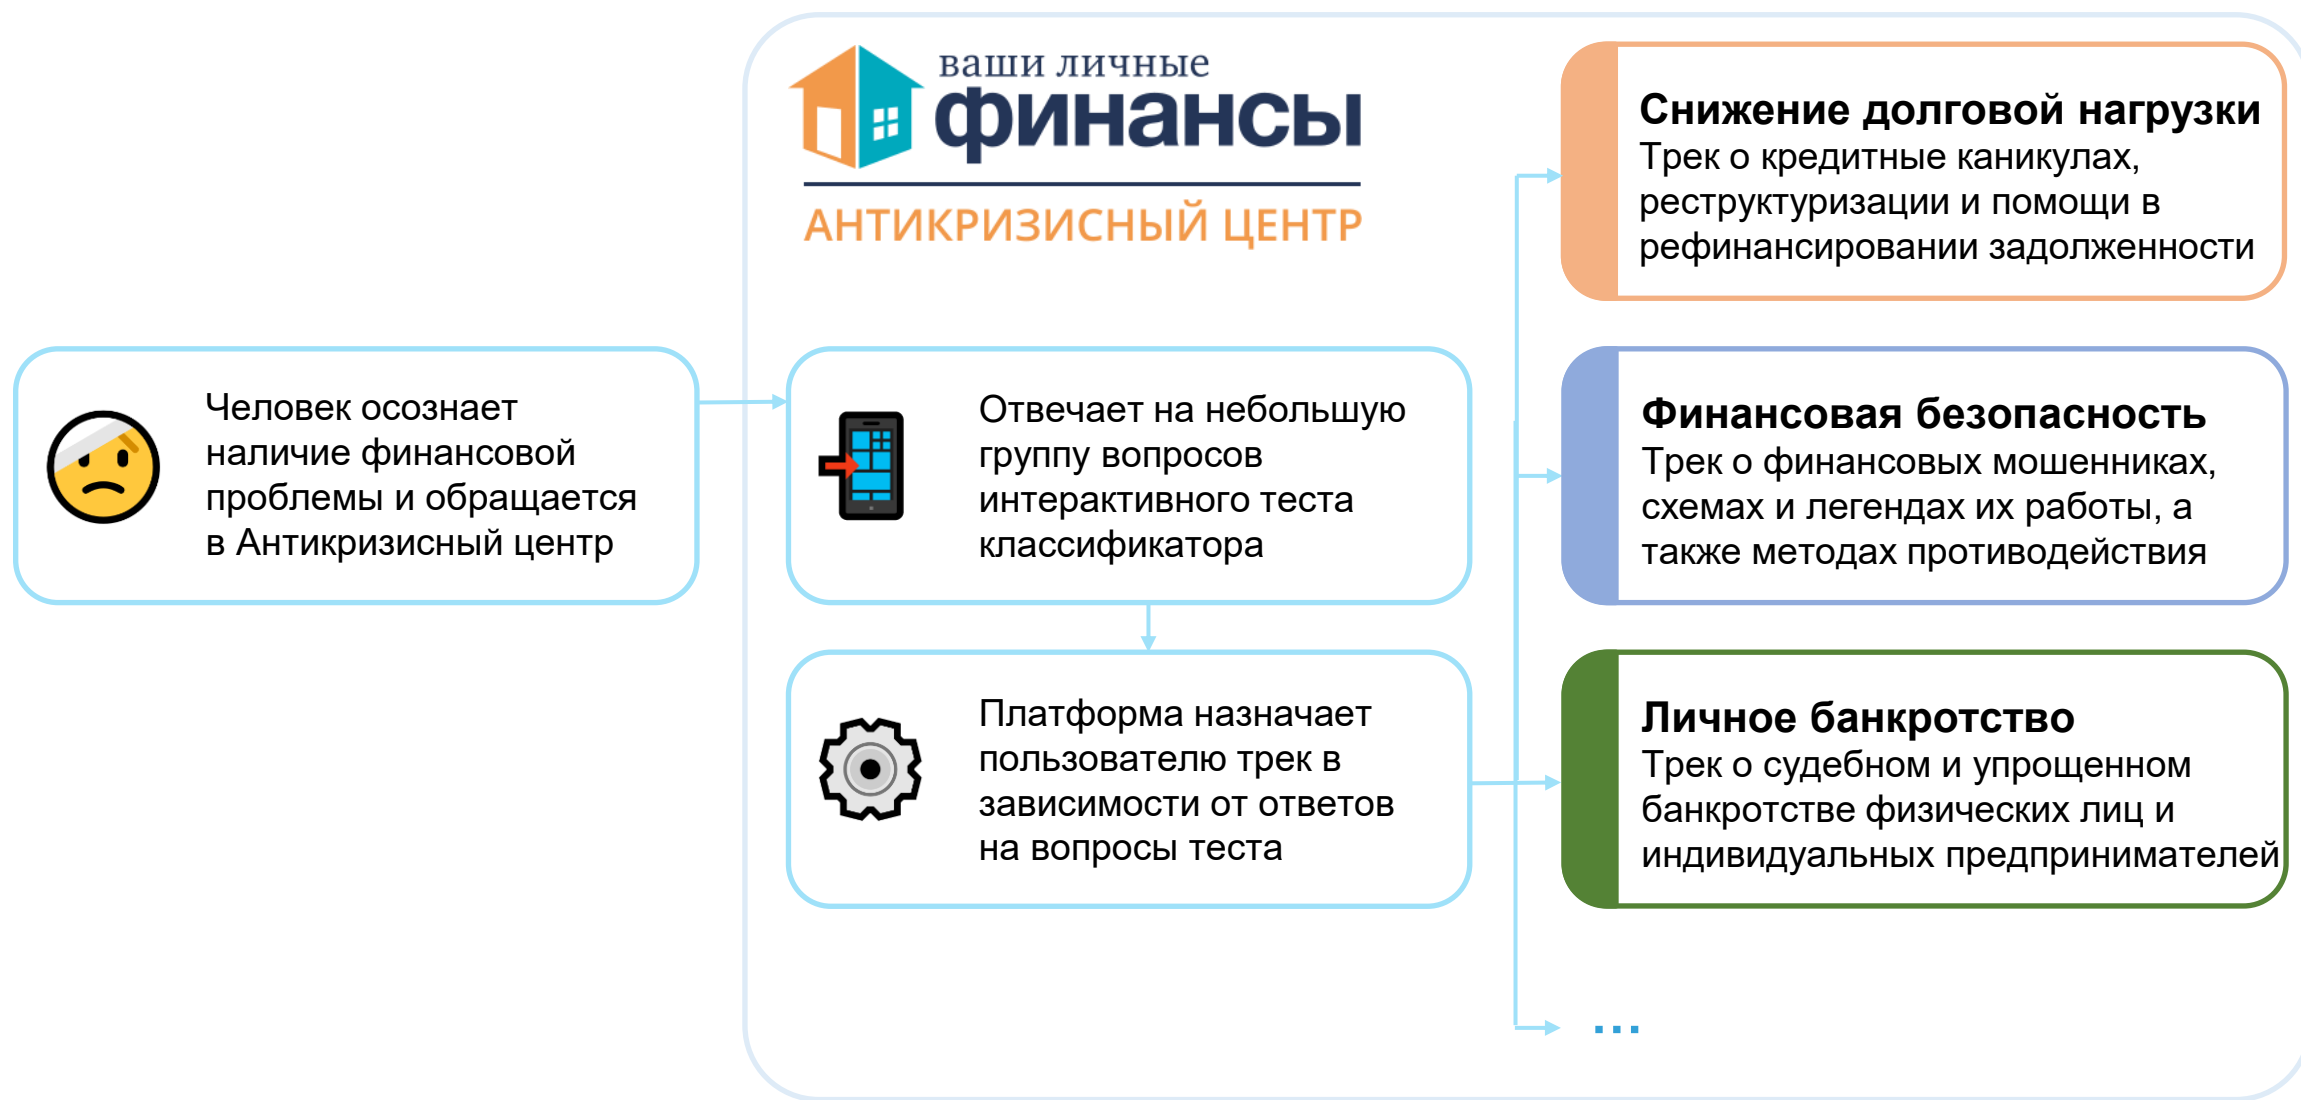 ваши личные
финансы
АНТИКРИЗИСНЫЙ ЦЕНТР
Человек осознает
наличие финансовой
проблемы и обращается
в Антикризисный центр
Отвечает на небольшую
группу вопросов
интерактивного теста
классификатора
Платформа назначает
пользователю трек в
зависимости от ответов
на вопросы теста
Снижение долговой нагрузки
Трек о кредитные каникулах,
реструктуризации и помощи в
рефинансировании задолженности
Финансовая безопасность
Трек о финансовых мошенниках,
схемах и легендах их работы, а
также методах противодействия
Личное банкротство
Трек о судебном и упрощенном
банкротстве физических лиц и
индивидуальных предпринимателей
...